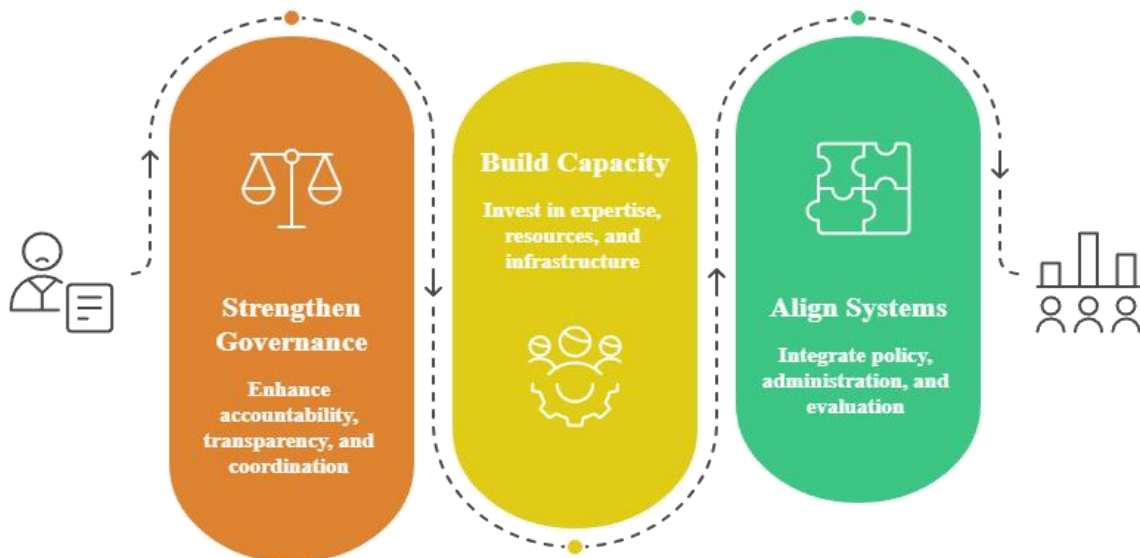 Strengthen
Governance
Enhance
accountability,
transparency, and
coordination
Build Capacity
Invest in expertise,
resources, and
infrastructure
Align Systems
Integrate policy,
administration, and
evaluation